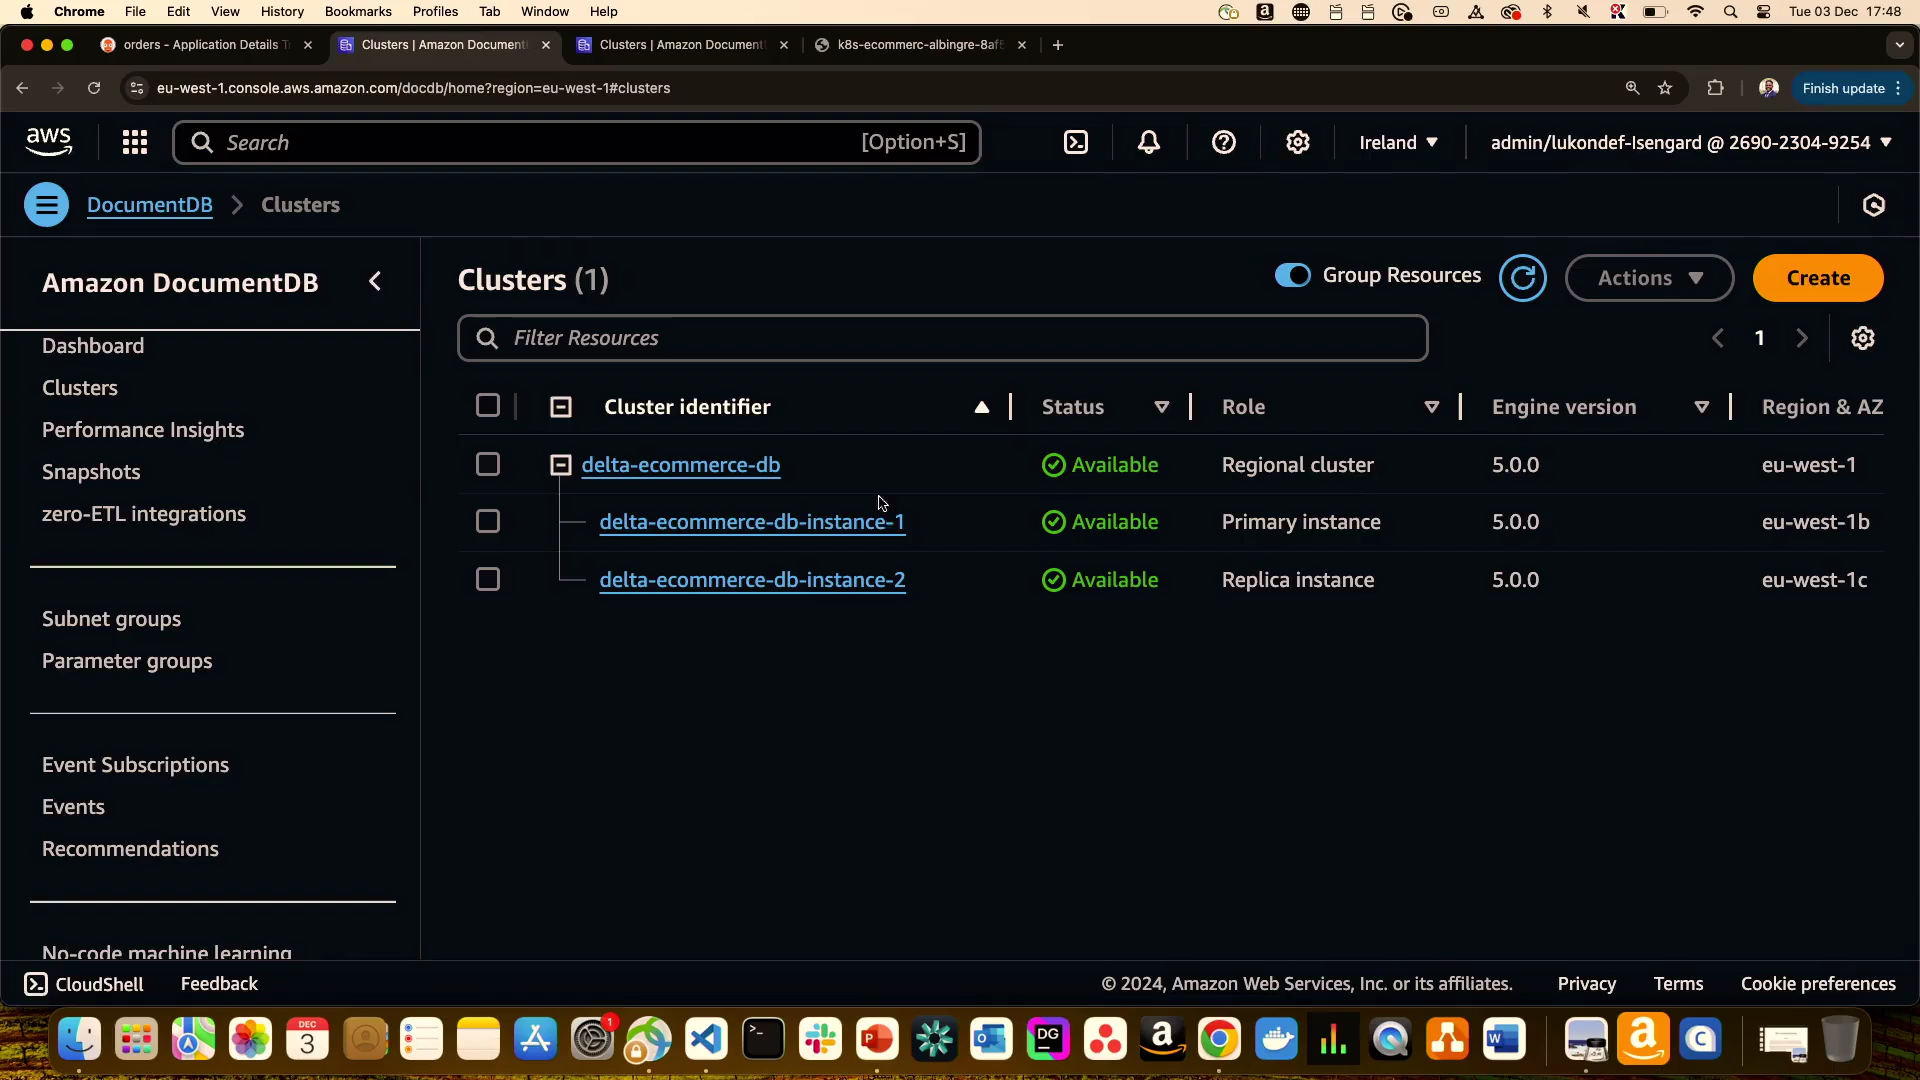 Chrome File Edit View History Bookmarks Profiles Tab Window Help Tue 03 Dec 17:48
orders - Application Details T Clusters | Amazon Document Clusters | Amazon Document k8s-ecommerc-albingre-8af
eu-west-1.console.aws.amazon.com/docdb/home?region=eu-west-1#clusters Finish update
aws Search [Option+S] Ireland admin/lukondef-Isengard @ 2690-2304-9254
DocumentDB Clusters
Amazon DocumentDB
Dashboard
Clusters
Performance Insights
Snapshots
zero-ETL integrations
Subnet groups
Parameter groups
Event Subscriptions
Events
Recommendations
No-code machine learning
Clusters (1) Group Resources Actions Create
Filter Resources 1
Cluster identifier Status Role Engine version Region & AZ
delta-ecommerce-db Available Regional cluster 5.0.0 eu-west-1
delta-ecommerce-db-instance-1 Available Primary instance 5.0.0 eu-west-1b
delta-ecommerce-db-instance-2 Available Replica instance 5.0.0 eu-west-1c
CloudShell Feedback © 2024, Amazon Web Services, Inc. or its affiliates. Privacy Terms Cookie preferences
DEC
3
1
DG